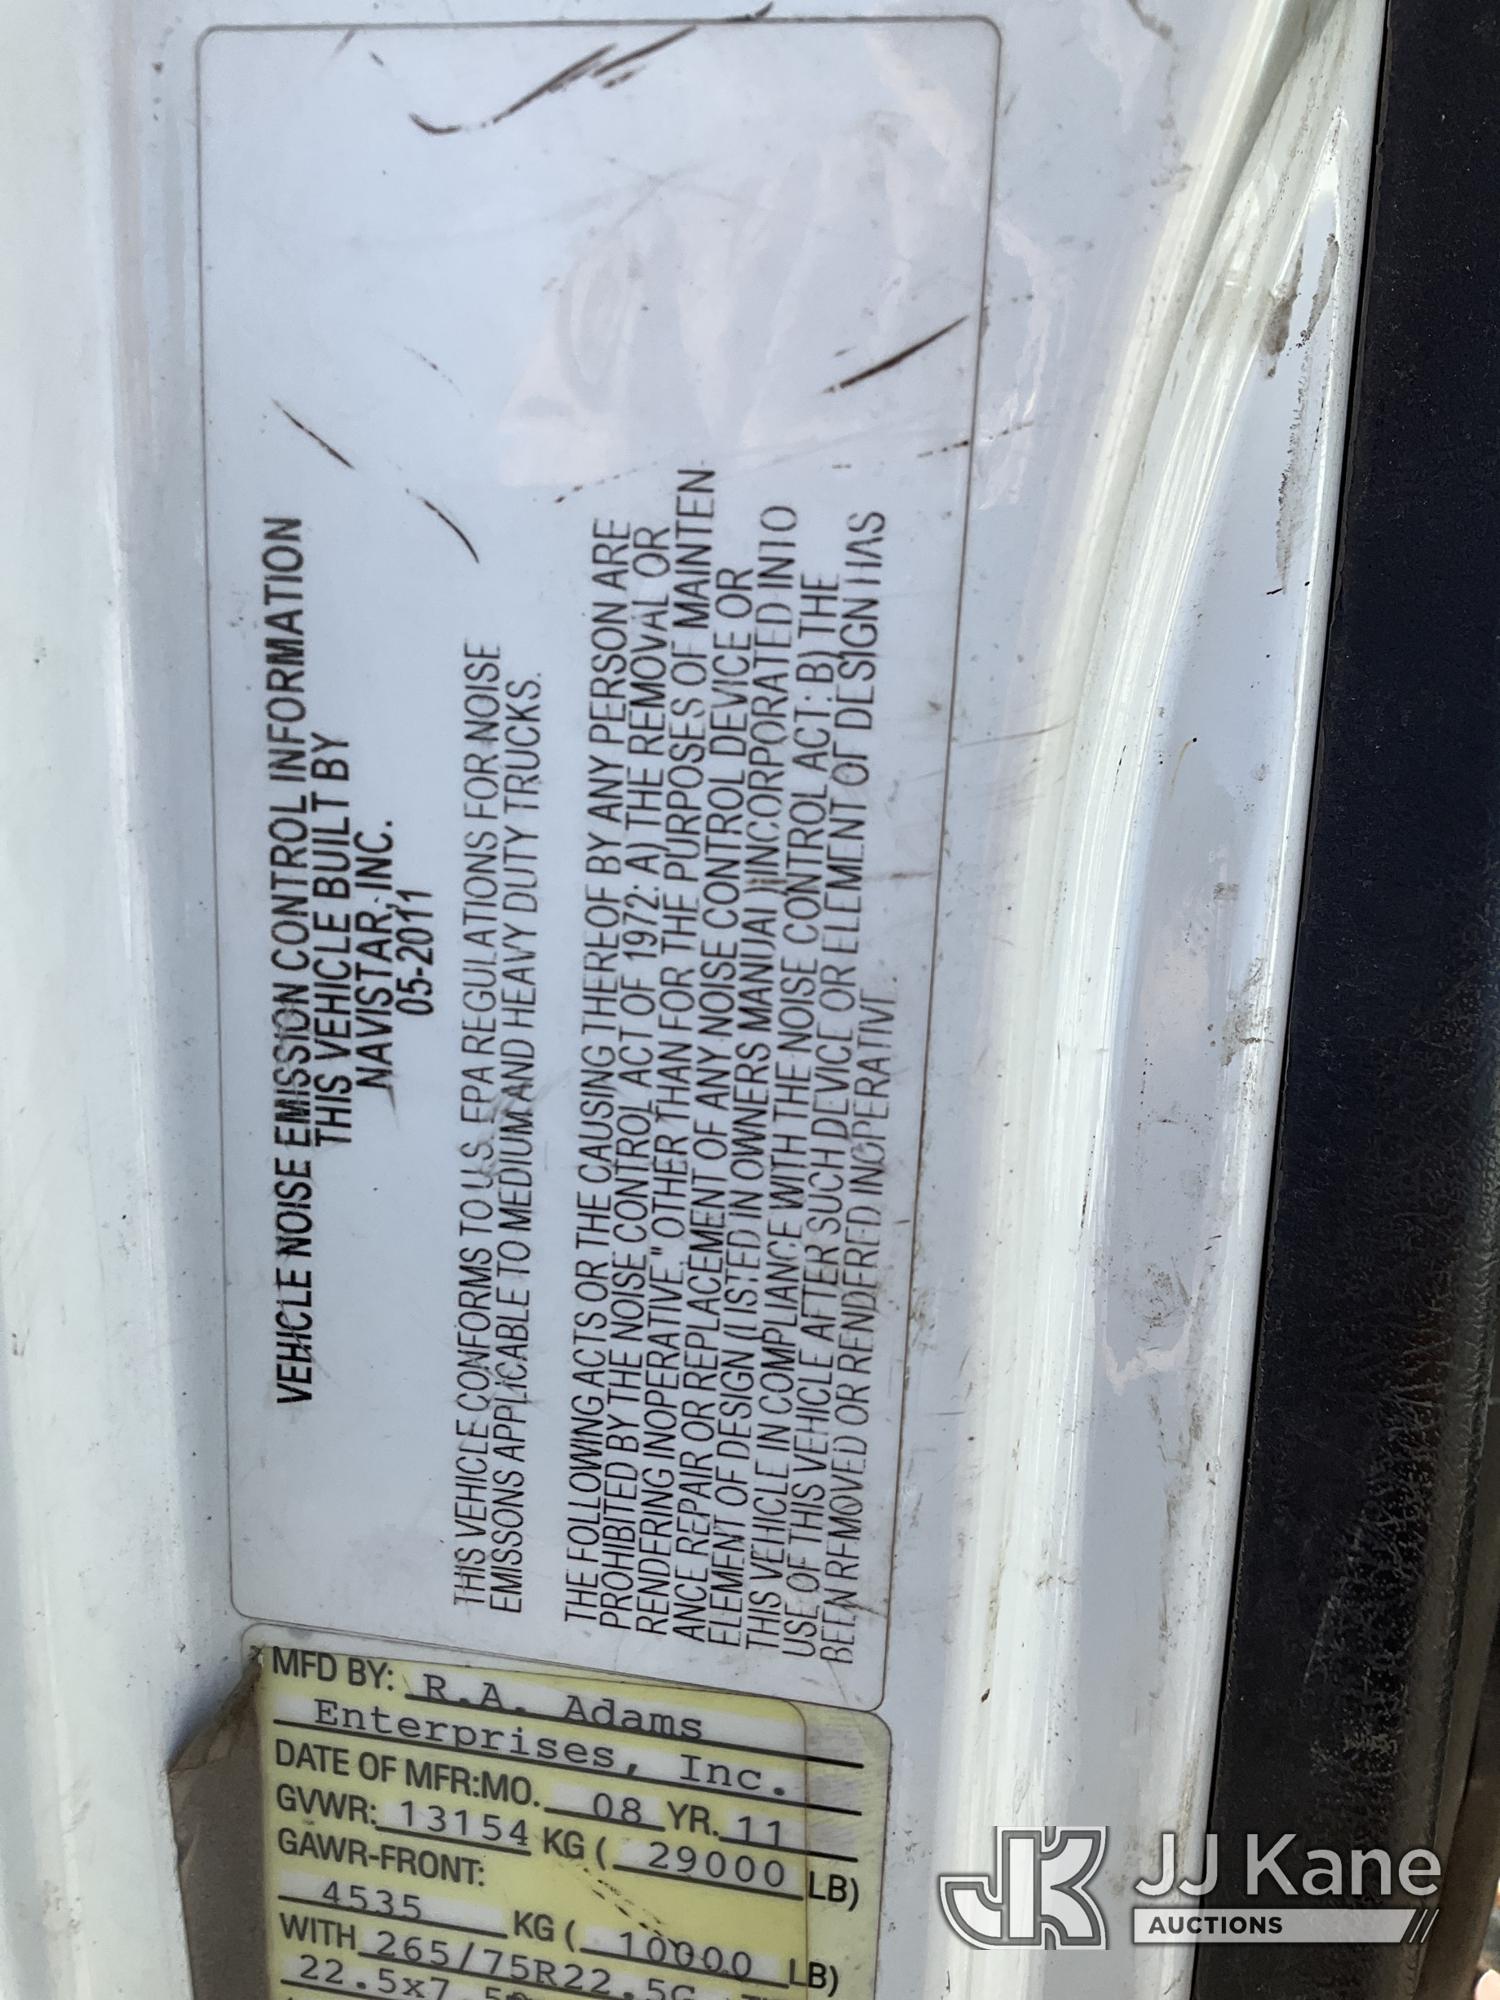 VEHICLE NOISE EMISSION CONTROL INFORMATION
THIS VEHICLE BUILT BY
NAVISTAR, INC.
05-2011
THIS VEHICLE CONFORMS TO U.S. EPA REGULATIONS FOR NOISE
EMISSONS APPLICABLE TO MEDIUM AND HEAVY DUTY TRUCKS.
THE FOLLOWING ACTS OR THE CAUSING THEREOF BY ANY PERSON ARE
PROHIBITED BY THE NOISE CONTROL ACT OF 1972: A) THE REMOVAL OR
RENDERING INOPERATIVE." OTHER THAN FOR THE PURPOSES OF MAINTEN
ANCE REPAIR OR REPLACEMENT OF ANY NOISE CONTROL DEVICE OR
ELEMENT OF DESIGN (LISTED IN OWNERS MANUAL) INCORPORATED INTO
THIS VEHICLE IN COMPLIANCE WITH THE NOISE CONTROL ACT: B) THE
USE OF THIS VEHICLE AFTER SUCH DEVICE OR ELEMENT OF DESIGN HAS
BEEN REMOVED OR RENDERED INOPERATIVE.
MFD BY: R.A. Adams
Enterprises, Inc.
DATE OF MFR:MO. 08 YR. 11
GVWR: 13154 KG ( 29000 LB)
GAWR-FRONT:
4535 KG ( 10000 LB)
WITH 265/75R22.5G
22.5x7.50
JK JJ Kane
AUCTIONS